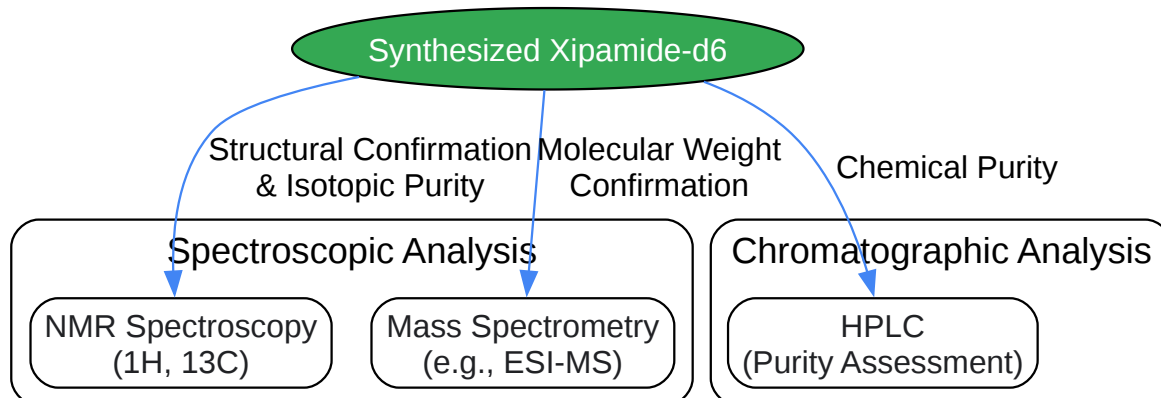 Synthesized Xipamide-d6
Structural Confirmation
& Isotopic Purity
Molecular Weight
Confirmation
Chemical Purity
Spectroscopic Analysis
Chromatographic Analysis
NMR Spectroscopy
(1H, 13C)
Mass Spectrometry
(e.g., ESI-MS)
HPLC
(Purity Assessment)